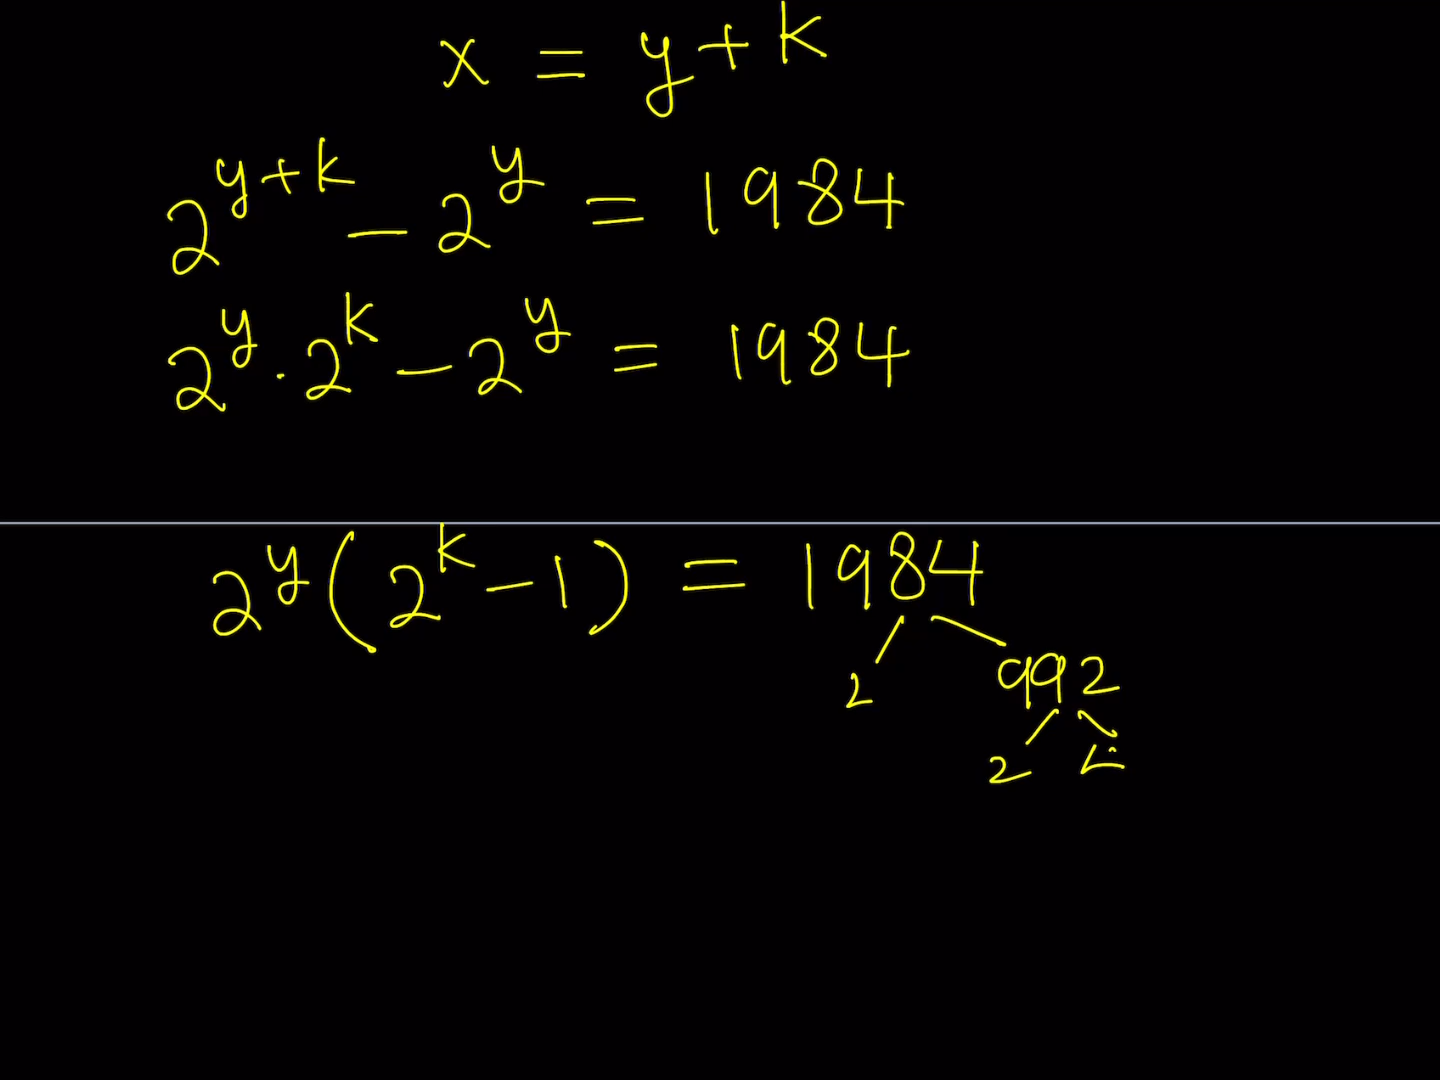 x = y + k
2^{y+k} - 2^y = 1984
2^y · 2^k - 2^y = 1984
2^y (2^k - 1) = 1984
2 992
2